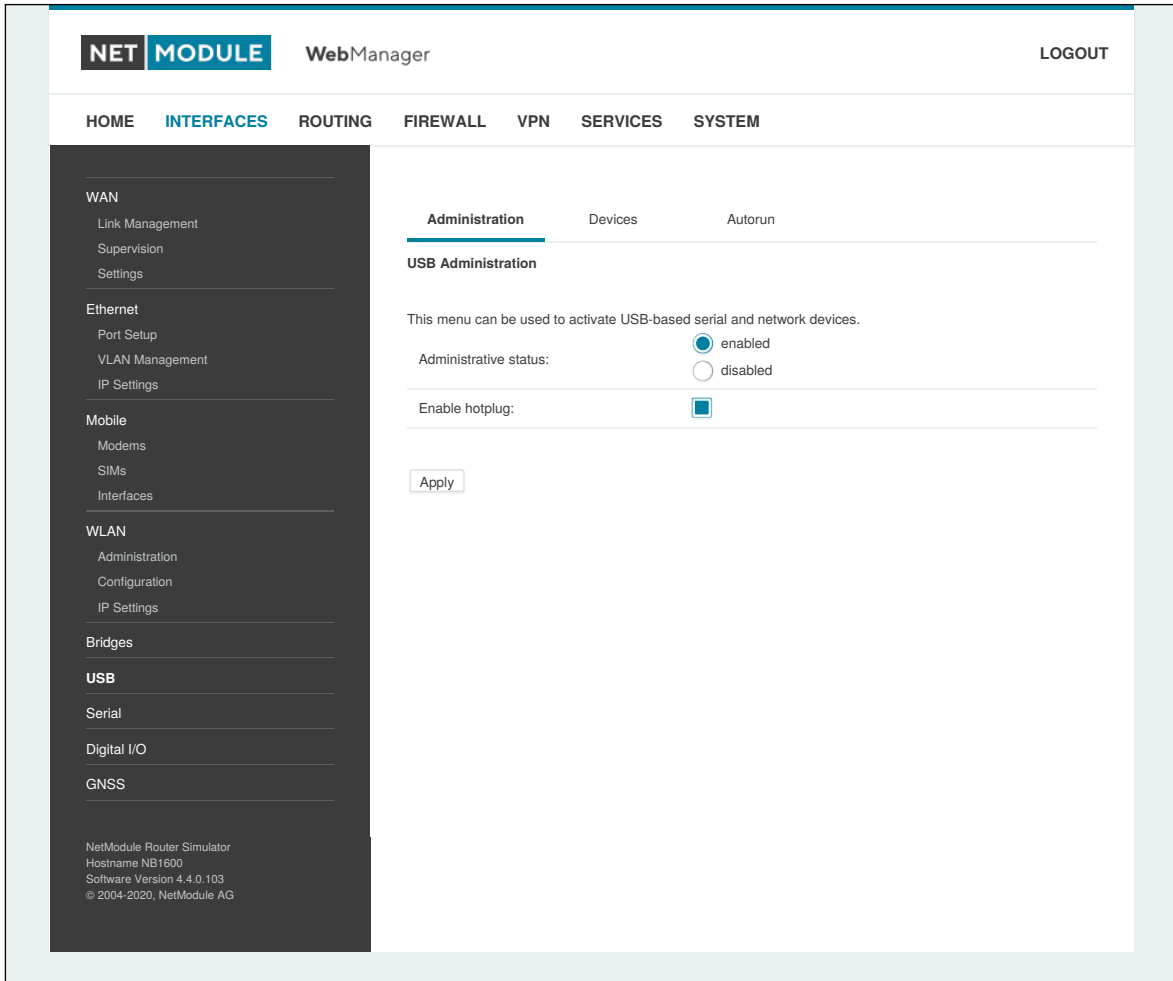 NET MODULE WebManager LOGOUT
HOME INTERFACES ROUTING FIREWALL VPN SERVICES SYSTEM
WAN
Link Management
Supervision
Settings
Ethernet
Port Setup
VLAN Management
IP Settings
Mobile
Modems
SIMs
Interfaces
WLAN
Administration
Configuration
IP Settings
Bridges
USB
Serial
Digital I/O
GNSS
NetModule Router Simulator
Hostname NB1600
Software Version 4.4.0.103
© 2004-2020, NetModule AG
Administration Devices Autorun
USB Administration
This menu can be used to activate USB-based serial and network devices.
Administrative status:
enabled
disabled
Enable hotplug:
Apply